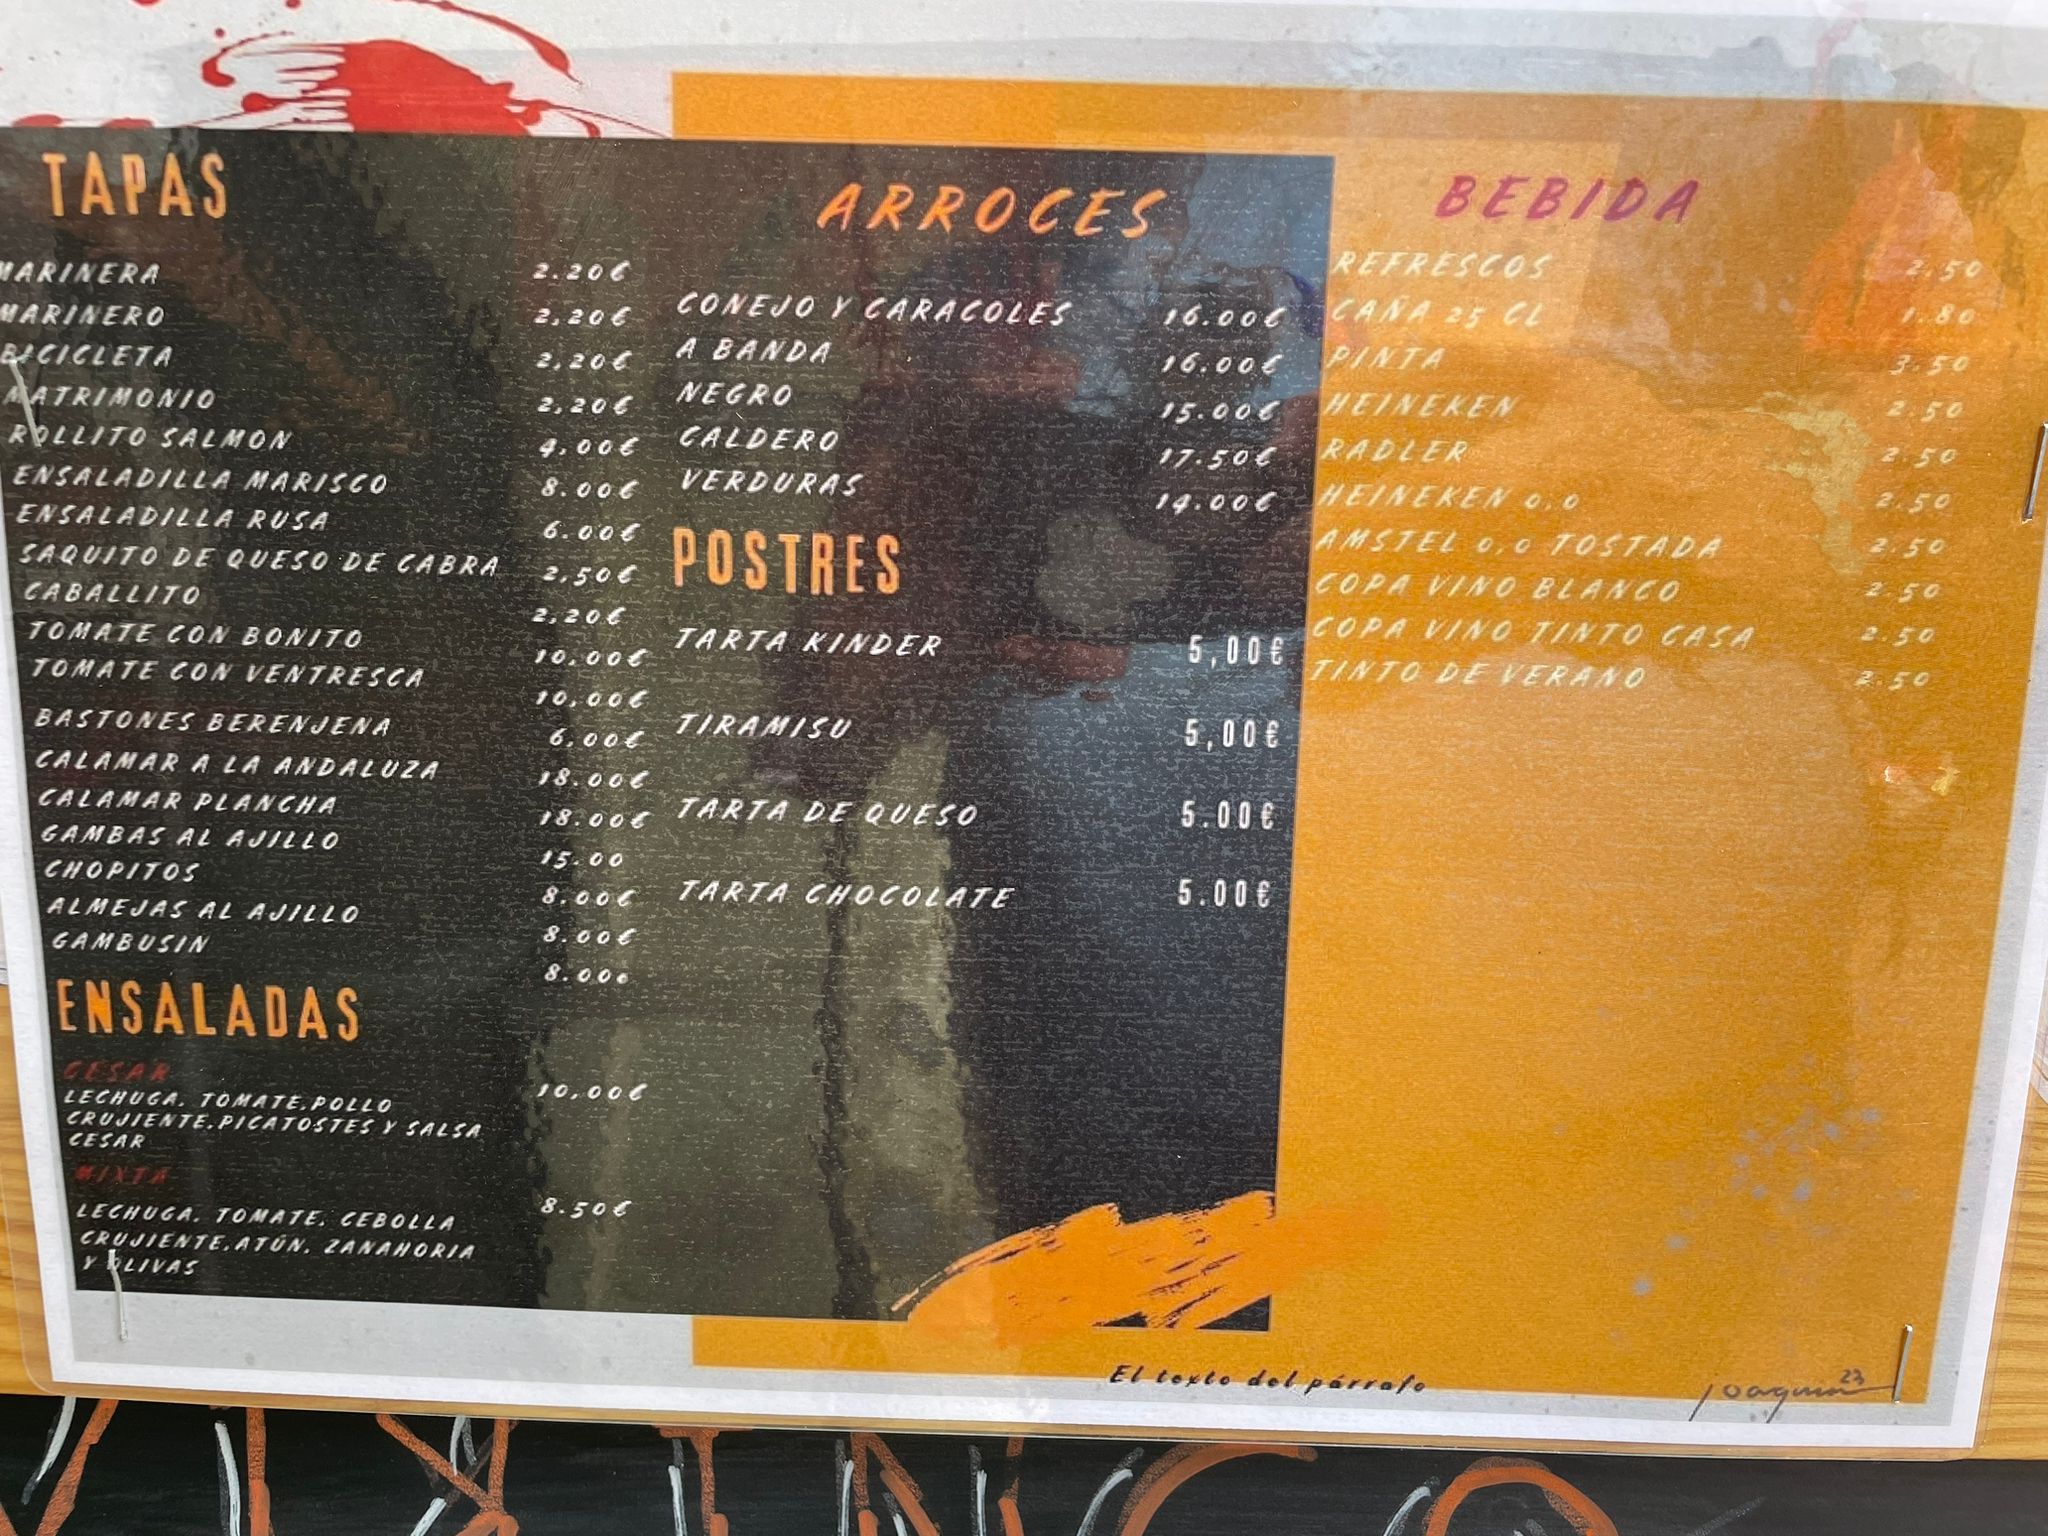 TAPAS
MARINERA 2.20€
MARINERO 2,20€
BICICLETA 2,20€
MATRIMONIO 2,20€
ROLLITO SALMON 4,00€
ENSALADILLA MARISCO 8.00€
ENSALADILLA RUSA 6.00€
SAQUITO DE QUESO DE CABRA 2,50€
CABALLITO 2,20€
TOMATE CON BONITO 10,00€
TOMATE CON VENTRESCA 10,00€
BASTONES BERENJENA 6,00€
CALAMAR A LA ANDALUZA 18.00€
CALAMAR PLANCHA 18.00€
GAMBAS AL AJILLO 15.00
CHOPITOS 8.00€
ALMEJAS AL AJILLO 8.00€
GAMBUSIN 8.00€
ENSALADAS
CESAR
LECHUGA, TOMATE,POLLO 10,00€
CRUJIENTE,PICATOSTES Y SALSA
CESAR
MIXTA
LECHUGA, TOMATE, CEBOLLA 8.50€
CRUJIENTE,ATÚN, ZANAHORIA
Y OLIVAS
ARROCES
CONEJO Y CARACOLES 16.00€
A BANDA 16.00€
NEGRO 15.00€
CALDERO 17.50€
VERDURAS 14.00€
POSTRES
TARTA KINDER 5,00€
TIRAMISU 5,00€
TARTA DE QUESO 5.00€
TARTA CHOCOLATE 5.00€
BEBIDA
REFRESCOS 2.50
CAÑA 25 CL 1.80
PINTA 3.50
HEINEKEN 2.50
RADLER 2.50
HEINEKEN 0,0 2.50
AMSTEL 0,0 TOSTADA 2.50
COPA VINO BLANCO 2.50
COPA VINO TINTO CASA 2.50
TINTO DE VERANO 2.50
El texto del párrafo
Joaquin 23